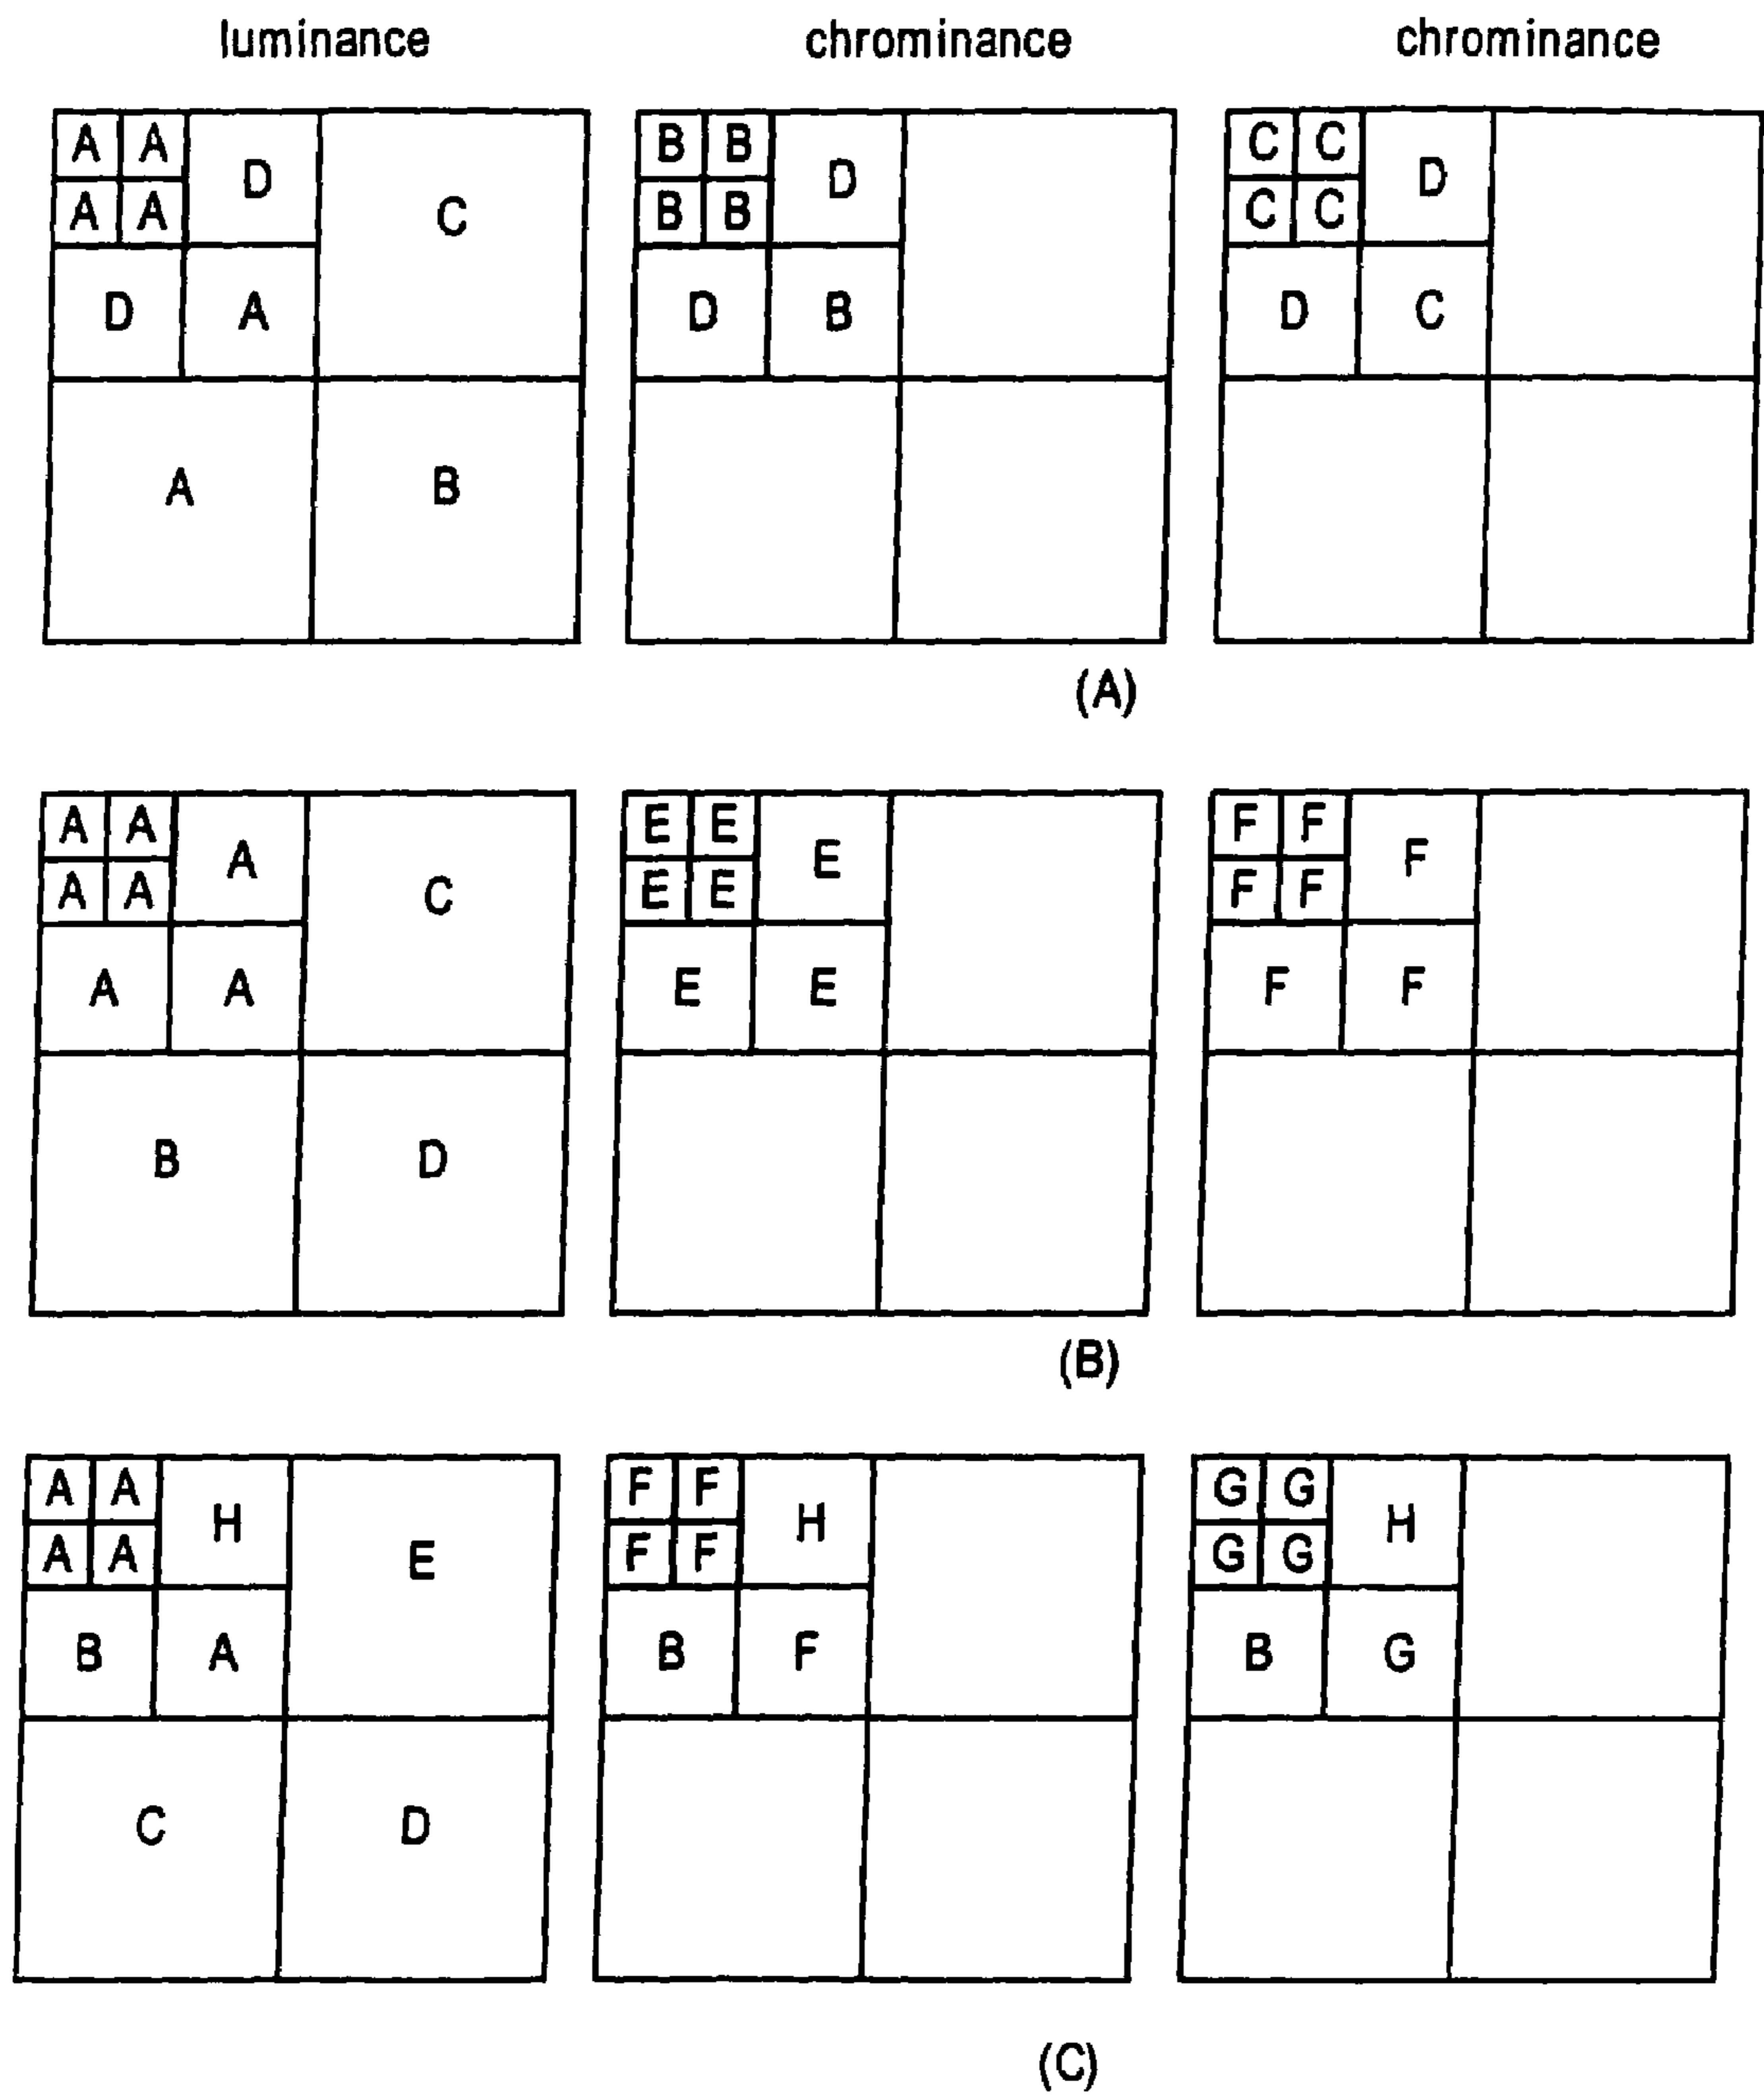 luminance chrominance chrominance
A A D C B B D C C D
A A B B C C
D A D B D C
A B
(A)
A A A C E E E F F F
A A E E F F
A A E E F F
B D
(B)
A A H E F F H G G H
A A F F G G
B A B F B G
C D
(C)